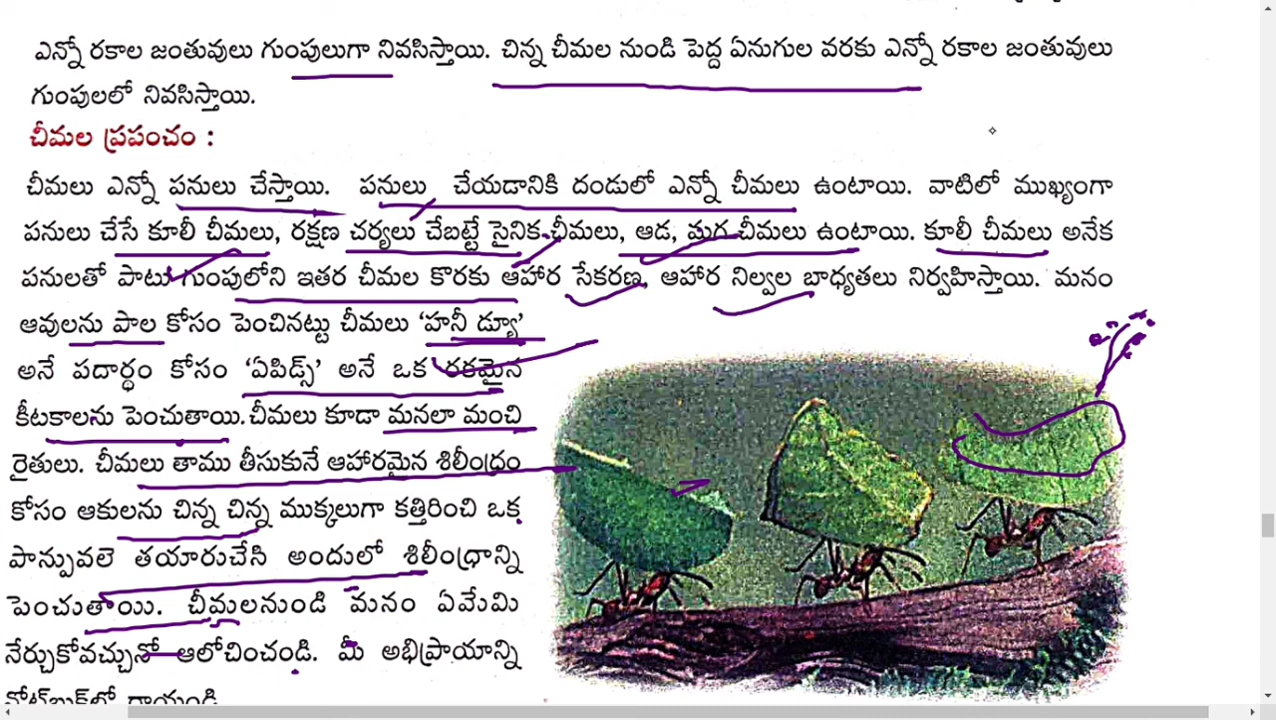 ఎన్నో రకాల జంతువులు గుంపులుగా నివసిస్తాయి. చిన్న చీమల నుండి పెద్ద ఏనుగుల వరకు ఎన్నో రకాల జంతువులు
గుంపులలో నివసిస్తాయి.
చీమల ప్రపంచం :
చీమలు ఎన్నో పనులు చేస్తాయి. పనులు చేయడానికి దండులో ఎన్నో చీమలు ఉంటాయి. వాటిలో ముఖ్యంగా
పనులు చేసే కూలీ చీమలు, రక్షణ చర్యలు చేబట్టే సైనిక చీమలు, ఆడ, మగ చీమలు ఉంటాయి. కూలీ చీమలు అనేక
పనులతో పాటు గుంపులోని ఇతర చీమల కొరకు ఆహార సేకరణ, ఆహార నిల్వల బాధ్యతలు నిర్వహిస్తాయి. మనం
ఆవులను పాల కోసం పెంచినట్టు చీమలు ‘హనీ డ్యూ’
అనే పదార్థం కోసం ‘ఏపిడ్స్’ అనే ఒక రకమైన
కీటకాలను పెంచుతాయి. చీమలు కూడా మనలా మంచి
రైతులు. చీమలు తాము తీసుకునే ఆహారమైన శిలీంధ్రం
కోసం ఆకులను చిన్న చిన్న ముక్కలుగా కత్తిరించి ఒక
పాన్పువలె తయారుచేసి అందులో శిలీంధ్రాన్ని
పెంచుతాయి. చీమలనుండి మనం ఏమేమి
నేర్చుకోవచ్చునో ఆలోచించండి. మీ అభిప్రాయాన్ని
నోట్‌బుక్‌లో రాయండి